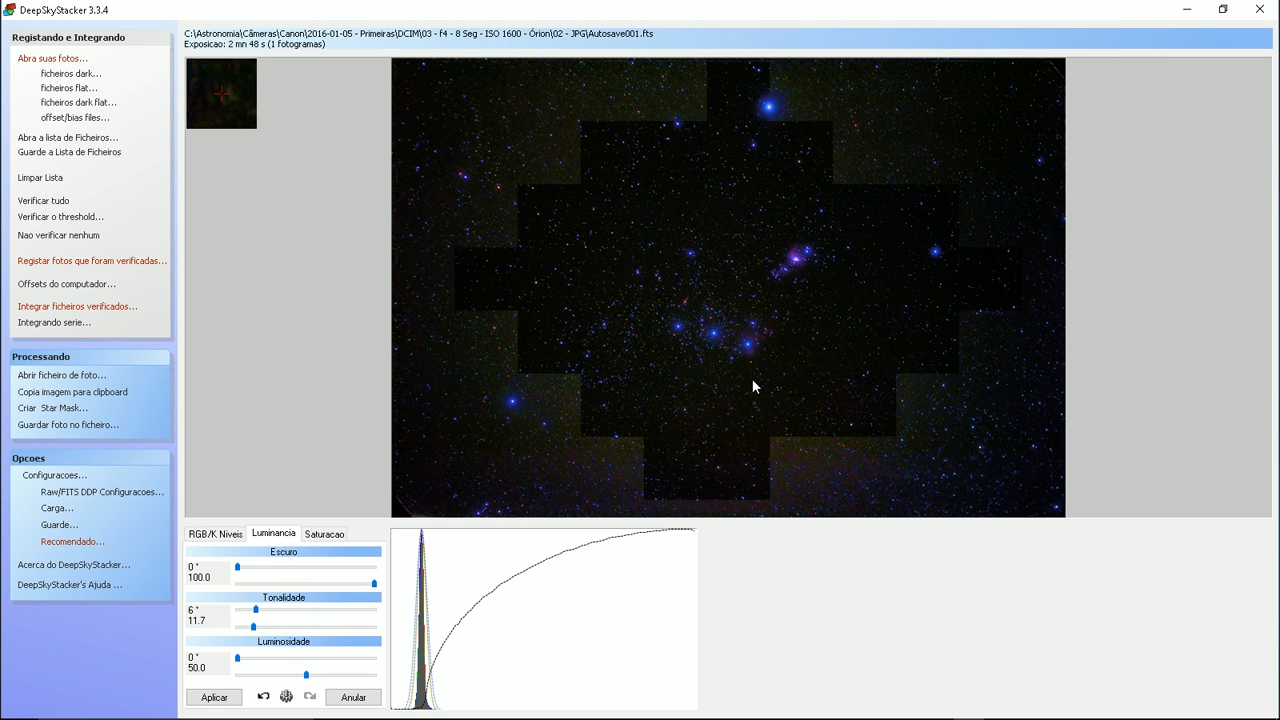 DeepSkyStacker 3.3.4
Registando e Integrando
Abra suas fotos...
ficheiros dark...
ficheiros flat...
ficheiros dark flat...
offset/bias files...
Abra a lista de Ficheiros...
Guarde a Lista de Ficheiros
Limpar Lista
Verificar tudo
Verificar o threshold...
Nao verificar nenhum
Registar fotos que foram verificadas...
Offsets do computador...
Integrar ficheiros verificados...
Integrando serie...
Processando
Abrir ficheiro de foto...
Copia imagem para clipboard
Criar Star Mask...
Guardar foto no ficheiro...
Opcoes
Configuracoes...
Raw/FITS DDP Configuracoes...
Carga...
Guarde...
Recomendado...
Acerca do DeepSkyStacker...
DeepSkyStacker's Ajuda ...
C:\Astronomia\Câmeras\Canon\2016-01-05 - Primeiras\DCIM\03 - f4 - 8 Seg - ISO 1600 - Órion\02 - JPG\Autosave001.fts
Exposicao: 2 mn 48 s (1 fotogramas)
RGB/K Niveis Luminancia Saturacao
Escuro
0 °
100.0
Tonalidade
6 °
11.7
Luminosidade
0 °
50.0
Aplicar Anular